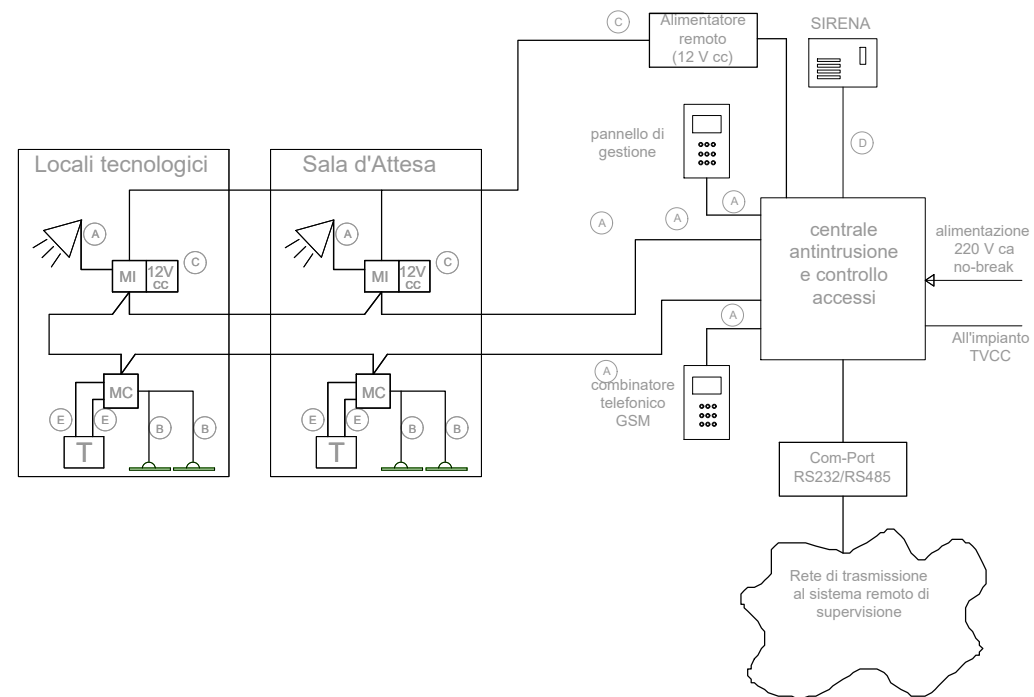 C
Alimentatore
remoto
(12 V cc)
SIRENA
pannello di
gestione
D
Locali tecnologici
Sala d'Attesa
A
A
A
A
A
centrale
antintrusione
e controllo
accessi
alimentazione
220 V ca
no-break
MI
12V
cc
C
MI
12V
cc
C
A
All'impianto
TVCC
A
combinatore
telefonico
GSM
MC
MC
E
E
B
B
E
E
B
B
T
T
Com-Port
RS232/RS485
Rete di trasmissione
al sistema remoto di
supervisione